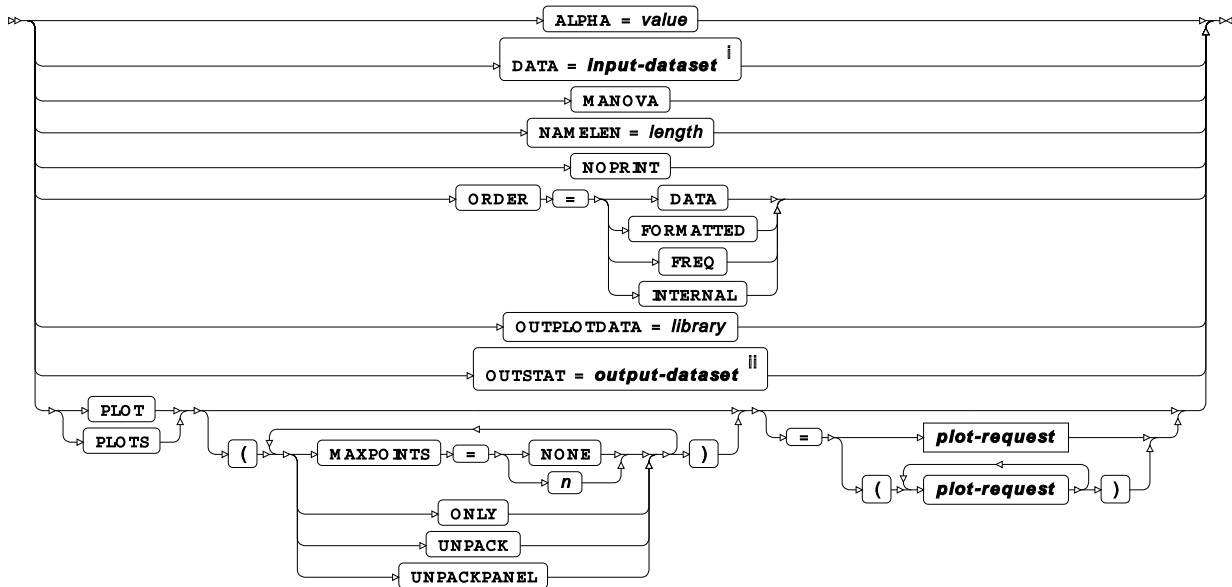 ALPHA = value
DATA = input-dataset i
MANOVA
NAMELEN = length
NOPRINT
ORDER = DATA
FORMATTED
FREQ
INTERNAL
OUTPLOTDATA = library
OUTSTAT = output-dataset ii
PLOT
PLOTS
( MAXPOINTS = NONE )
n
ONLY
UNPACK
UNPACKPANEL
= plot-request
( plot-request )